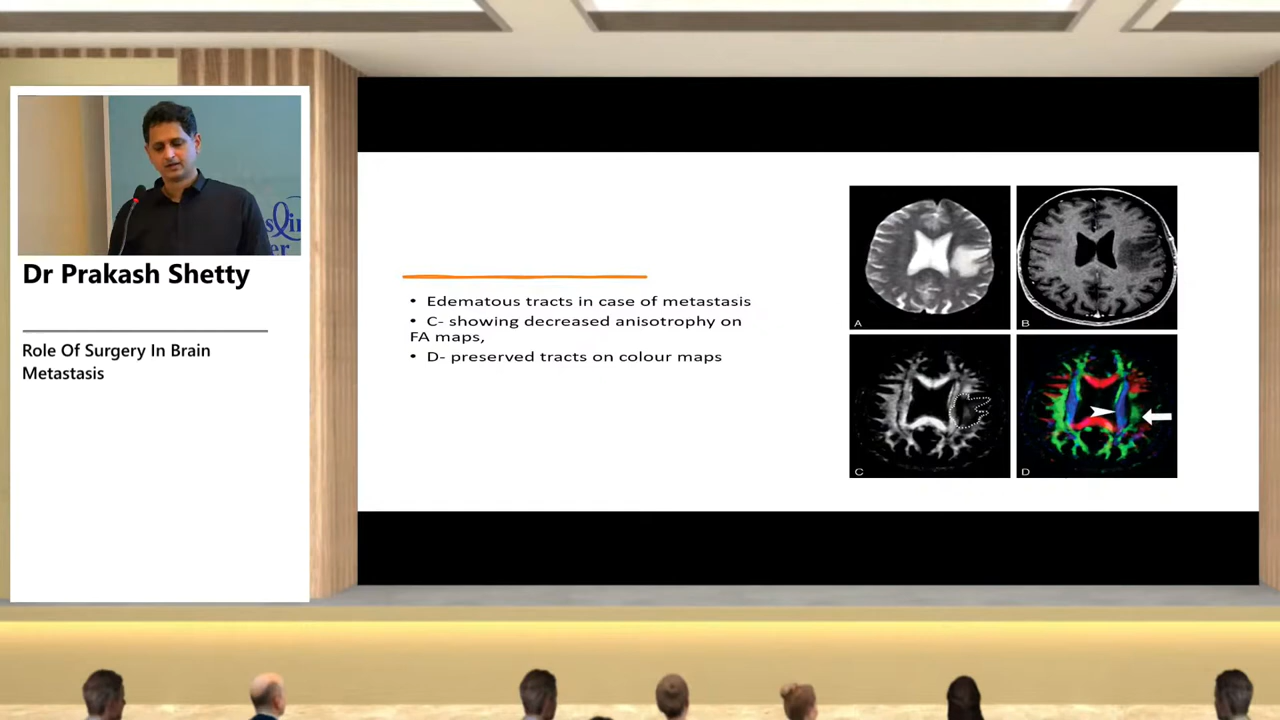 Dr Prakash Shetty
Role Of Surgery In Brain
Metastasis
• Edematous tracts in case of metastasis
• C- showing decreased anisotropy on
FA maps,
• D- preserved tracts on colour maps
A
B
C
D